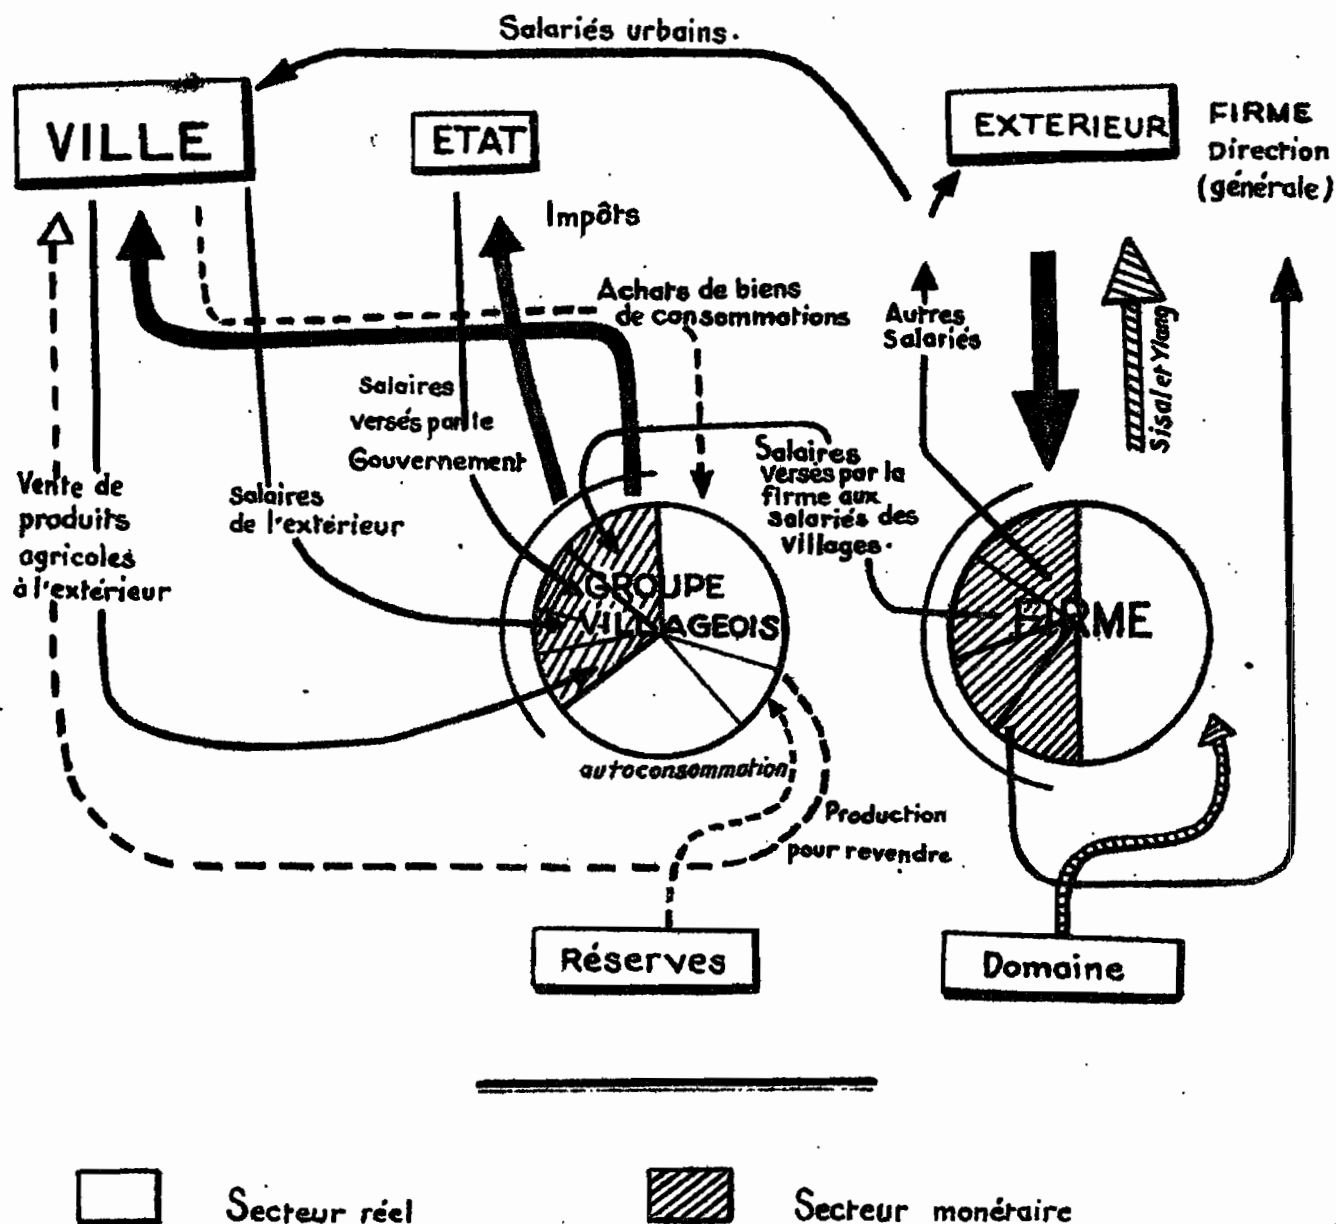 Salariés urbains.
VILLE
ETAT
EXTERIEUR
FIRME
Direction
(générale)
Impôts
Achats de biens
de consommations
Autres
Salariés
Sisal et Ylang
Salaires
versés par le
Gouvernement
Salaires
versés par la
firme aux
salariés des
villages.
Vente de
produits
agricoles
à l'extérieur
Salaires
de l'extérieur
GROUPE
VILLAGEOIS
FIRME
autoconsommation
Production
pour revendre
Réserves
Domaine
Secteur réel
Secteur monétaire